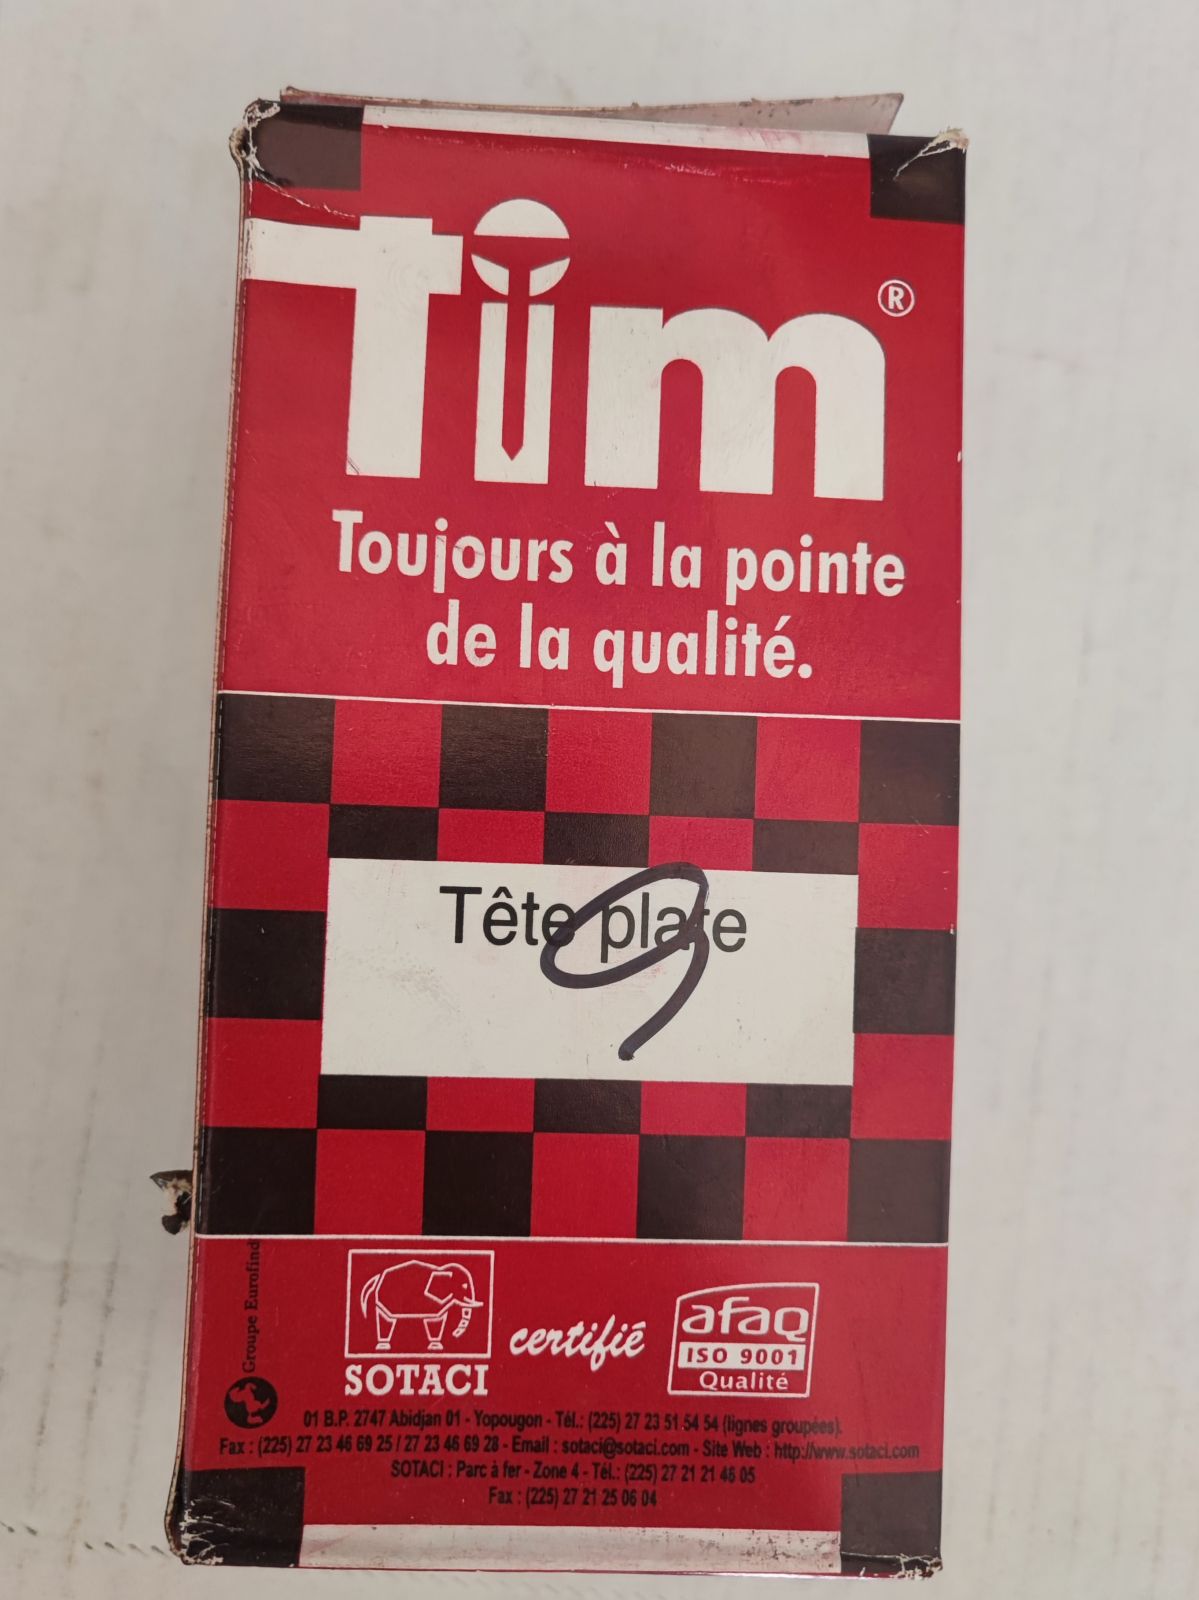 Tim®
Toujours à la pointe
de la qualité.
Tête plate
9
Groupe Eurofind
SOTACI
certifié
afaq
ISO 9001
Qualité
01 B.P. 2747 Abidjan 01 - Yopougon - Tél.: (225) 27 23 51 54 54 (lignes groupées).
Fax : (225) 27 23 46 69 25 / 27 23 46 69 28 - Email : sotaci@sotaci.com - Site Web : http://www.sotaci.com
SOTACI : Parc à fer - Zone 4 - Tél.: (225) 27 21 21 46 05
Fax : (225) 27 21 25 06 04